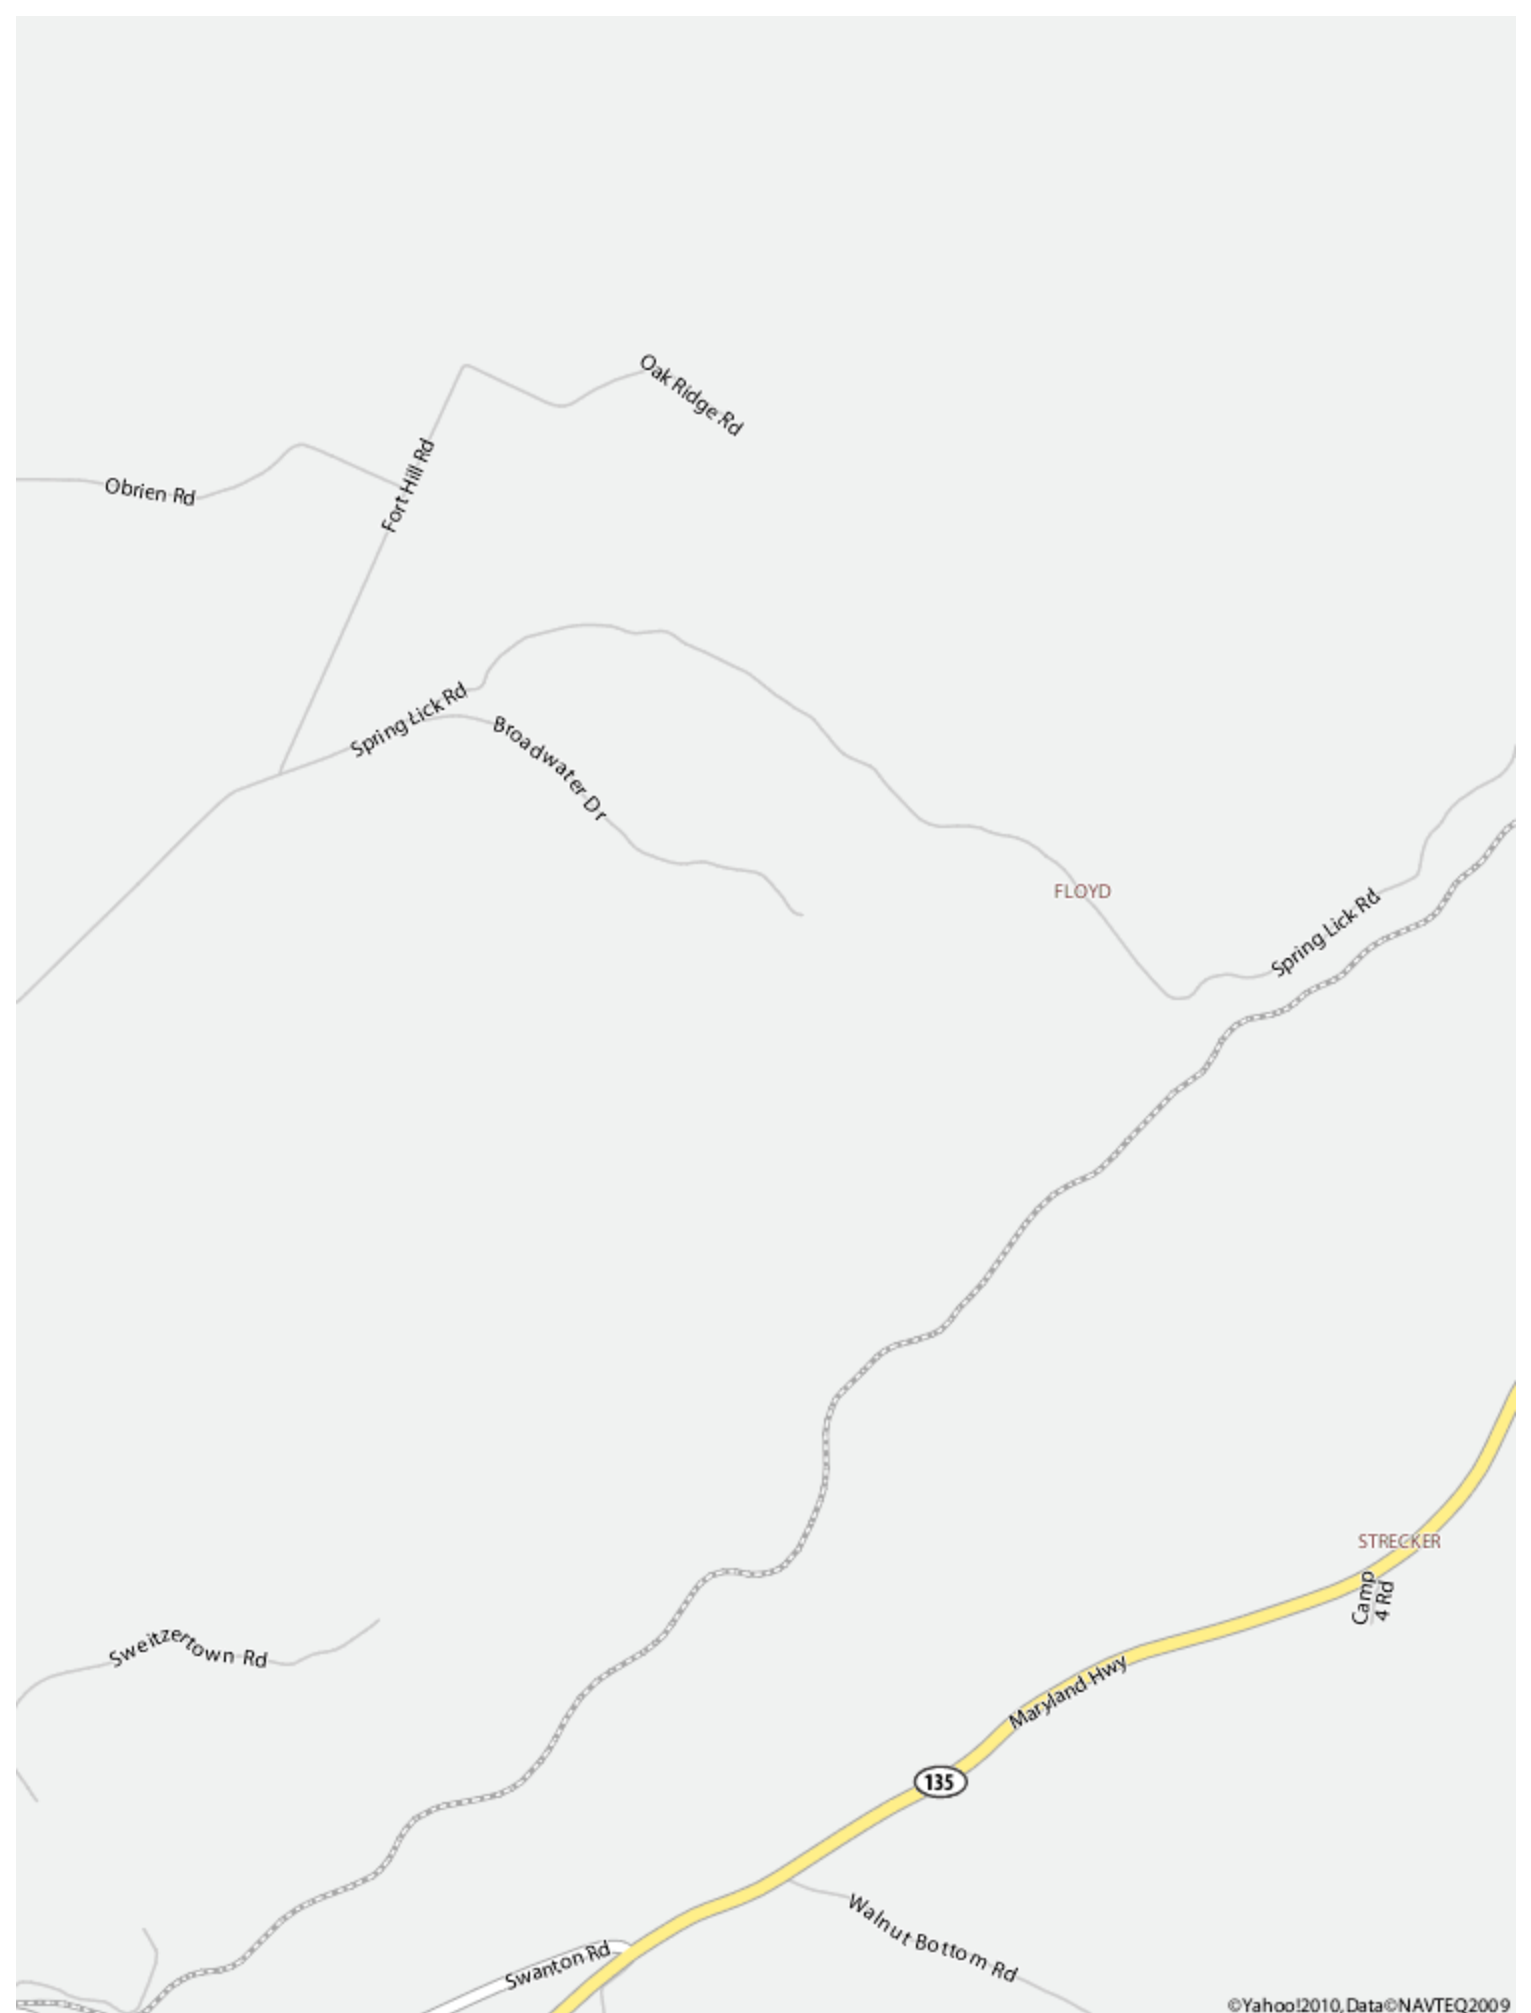 Oak Ridge Rd
Fort Hill Rd
Obrien Rd
Spring Lick Rd
Broadwater Dr
FLOYD
Spring Lick Rd
STRECKER
Camp
4 Rd
Sweitzertown Rd
Maryland Hwy
135
Walnut Bottom Rd
Swanton Rd
©Yahoo!2010,Data©NAVTEQ2009